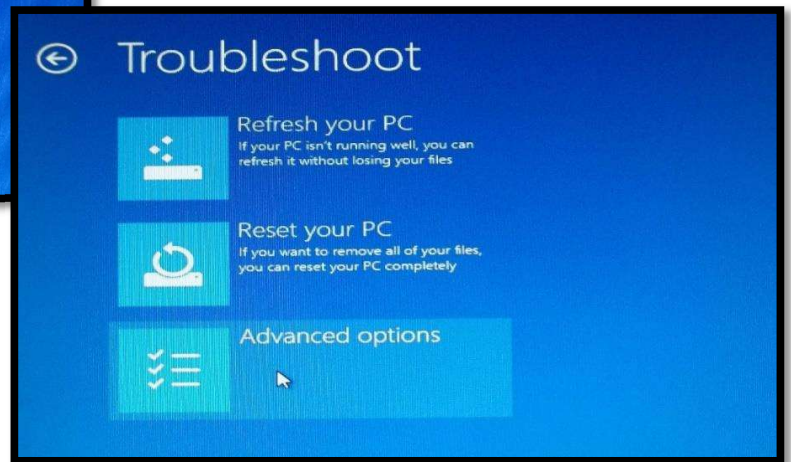 Troubleshoot
Refresh your PC
If your PC isn't running well, you can
refresh it without losing your files
Reset your PC
If you want to remove all of your files,
you can reset your PC completely
Advanced options